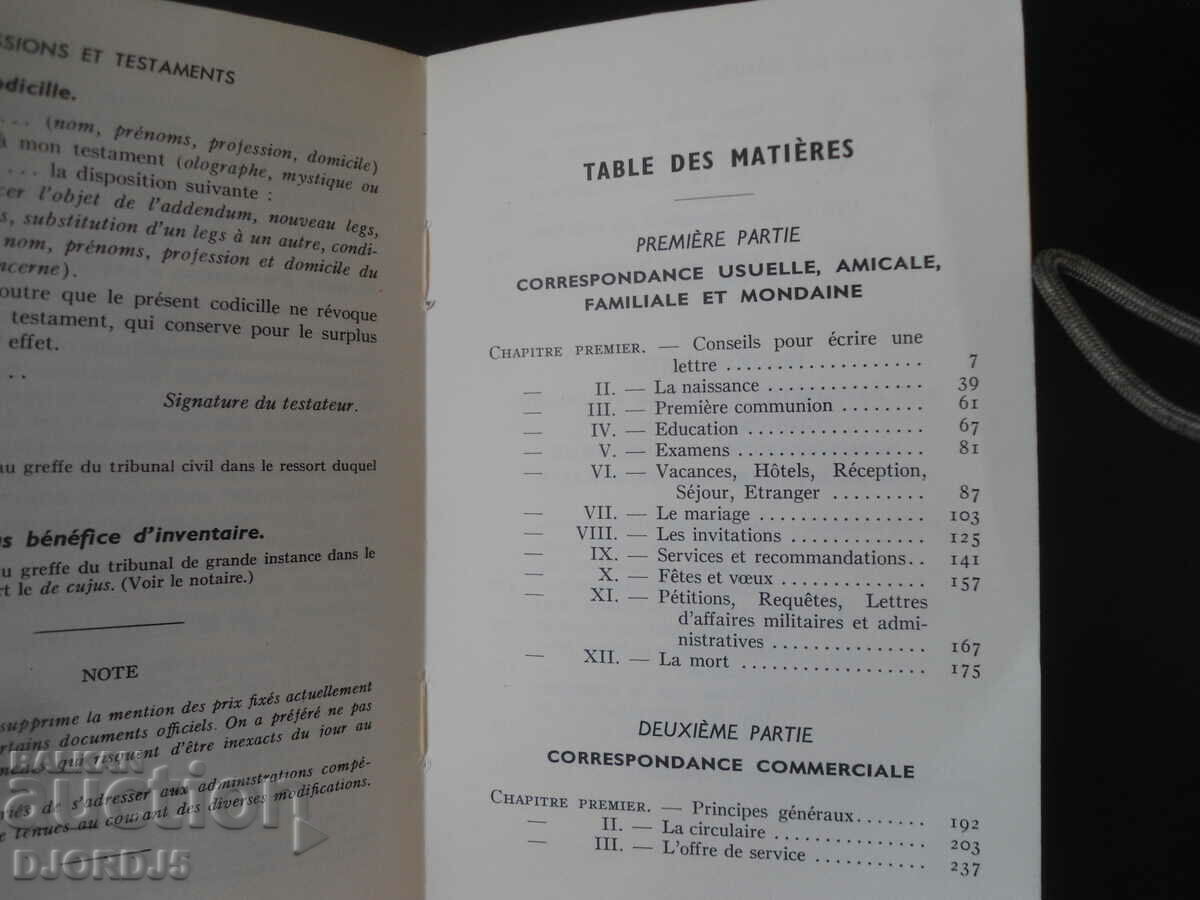 SSIONS ET TESTAMENTS
odicille.
... (nom, prénoms, profession, domicile)
à mon testament (olographe, mystique ou
.... la disposition suivante :
cer l'objet de l'addendum, nouveau legs,
s, substitution d'un legs à un autre, condi-
nom, prénoms, profession et domicile du
ncerne).
outre que le présent codicille ne révoque
testament, qui conserve pour le surplus
effet.
..
Signature du testateur.
au greffe du tribunal civil dans le ressort duquel
s bénéfice d'inventaire.
u greffe du tribunal de grande instance dans le
rt le de cujus. (Voir le notaire.)
NOTE
supprime la mention des prix fixés actuellement
rtains documents officiels. On a préféré ne pas
qui risquent d'être inexacts du jour au
riés de s'adresser aux administrations compé-
e tenues au courant des diverses modifications.
BALKAN
auction
DJORDJ5
TABLE DES MATIÈRES
PREMIÈRE PARTIE
CORRESPONDANCE USUELLE, AMICALE,
FAMILIALE ET MONDAINE
CHAPITRE PREMIER. — Conseils pour écrire une
lettre .................... 7
— II. — La naissance ................ 39
— III. — Première communion ........ 61
— IV. — Education ................. 67
— V. — Examens ................... 81
— VI. — Vacances, Hôtels, Réception,
Séjour, Etranger ......... 87
— VII. — Le mariage ................ 103
— VIII. — Les invitations ............ 125
— IX. — Services et recommandations.. 141
— X. — Fêtes et vœux ............. 157
— XI. — Pétitions, Requêtes, Lettres
d'affaires militaires et admi-
nistratives ............... 167
— XII. — La mort .................. 175
DEUXIÈME PARTIE
CORRESPONDANCE COMMERCIALE
CHAPITRE PREMIER. — Principes généraux....... 192
— II. — La circulaire .............. 203
— III. — L'offre de service ........... 237